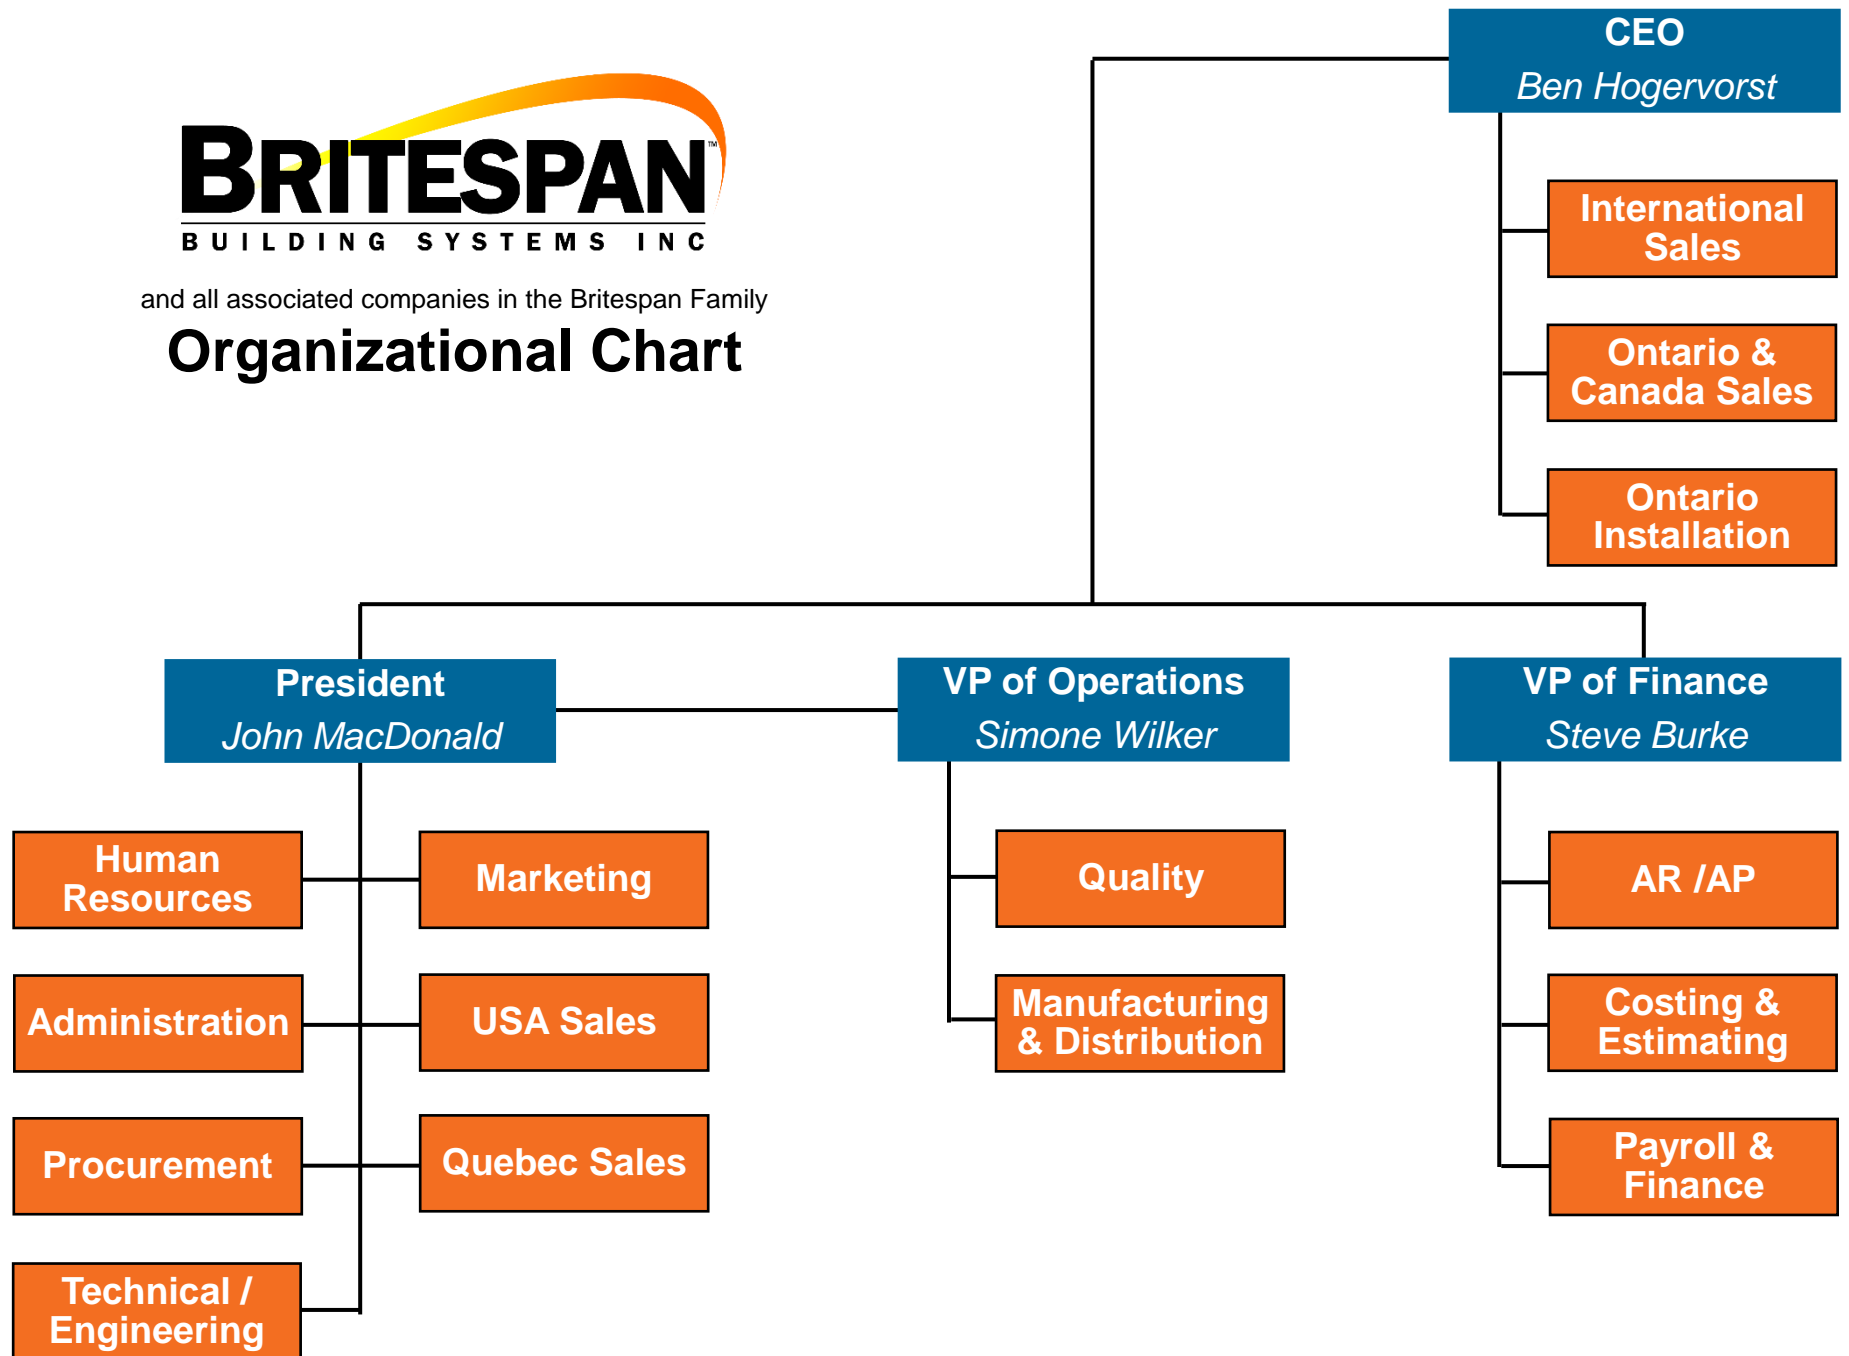 BRITESPAN™
BUILDING SYSTEMS INC
and all associated companies in the Britespan Family
Organizational Chart
CEO
Ben Hogervorst
International
Sales
Ontario &
Canada Sales
Ontario
Installation
President
John MacDonald
Human
Resources
Marketing
Administration
USA Sales
Procurement
Quebec Sales
Technical /
Engineering
VP of Operations
Simone Wilker
Quality
Manufacturing
& Distribution
VP of Finance
Steve Burke
AR /AP
Costing &
Estimating
Payroll &
Finance